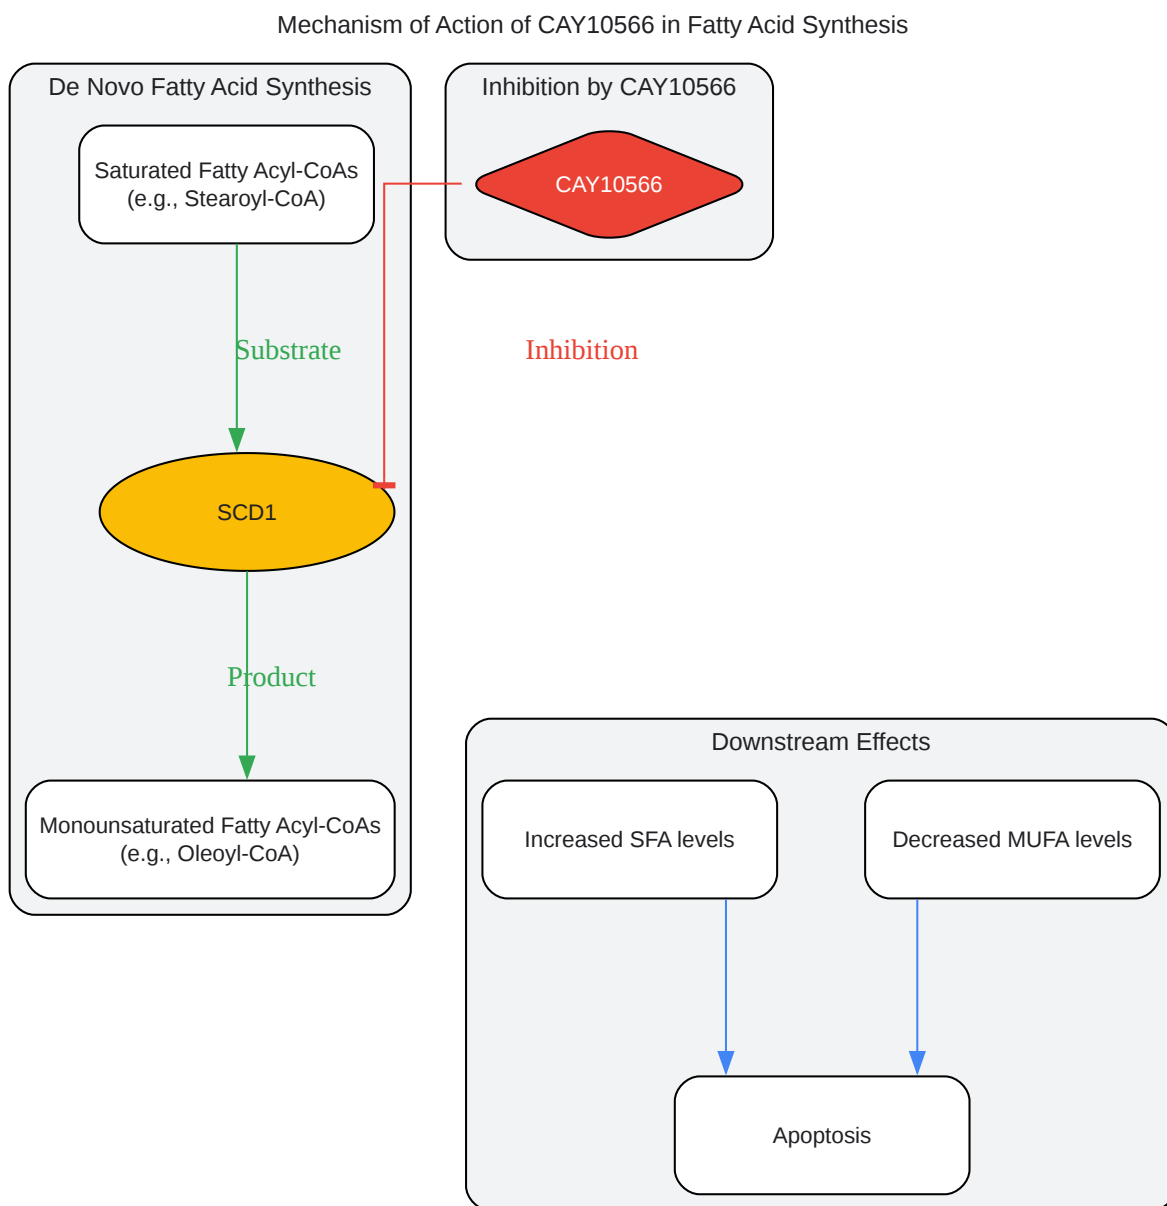 Mechanism of Action of CAY10566 in Fatty Acid Synthesis
De Novo Fatty Acid Synthesis
Saturated Fatty Acyl-CoAs
(e.g., Stearoyl-CoA)
Substrate
SCD1
Product
Monounsaturated Fatty Acyl-CoAs
(e.g., Oleoyl-CoA)
Inhibition by CAY10566
CAY10566
Inhibition
Downstream Effects
Increased SFA levels
Decreased MUFA levels
Apoptosis